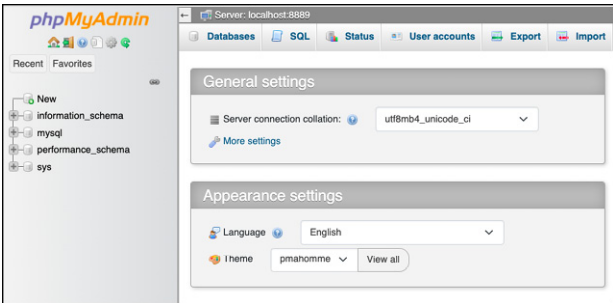 phpMyAdmin
Recent Favorites
New
information_schema
mysql
performance_schema
sys
Server: localhost:8889
Databases SQL Status User accounts Export Import
General settings
Server connection collation: utf8mb4_unicode_ci
More settings
Appearance settings
Language English
Theme pmahomme View all